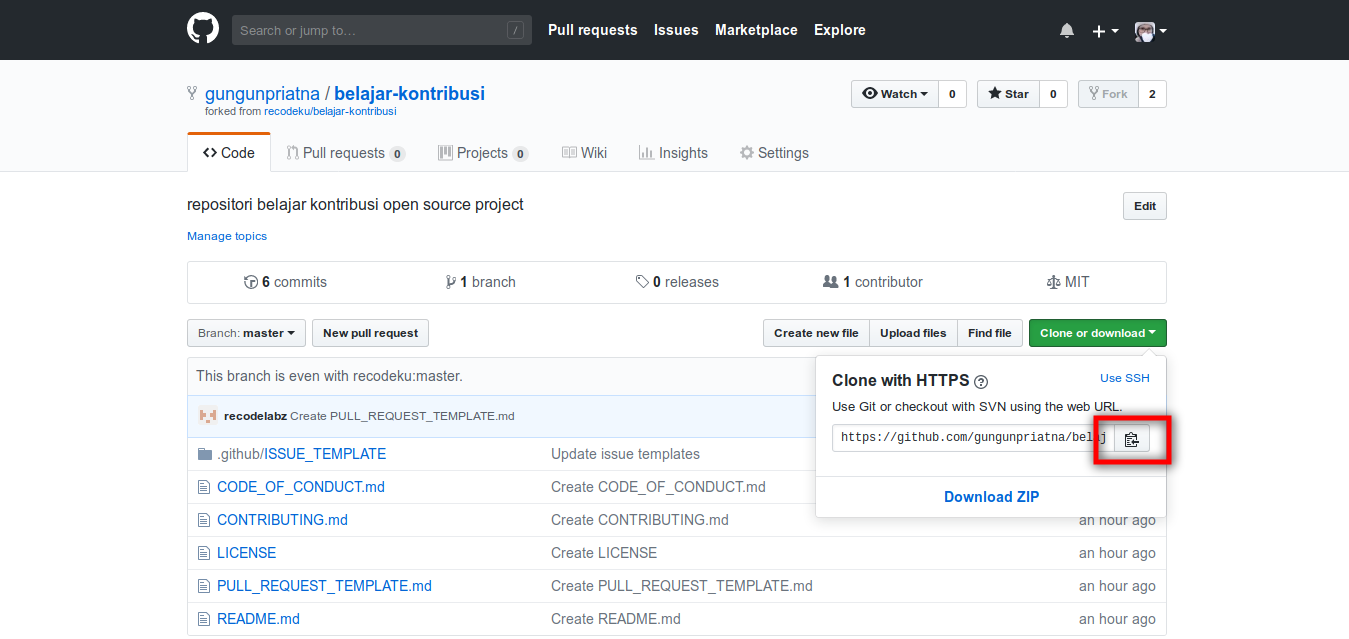 Search or jump to… / Pull requests Issues Marketplace Explore
gungunpriatna / belajar-kontribusi Watch 0 Star 0 Fork 2
forked from recodeku/belajar-kontribusi
Code Pull requests 0 Projects 0 Wiki Insights Settings
repositori belajar kontribusi open source project Edit
Manage topics
6 commits 1 branch 0 releases 1 contributor MIT
Branch: master New pull request Create new file Upload files Find file Clone or download
This branch is even with recodeku:master.
Clone with HTTPS ? Use SSH
Use Git or checkout with SVN using the web URL.
https://github.com/gungunpriatna/belaj
Download ZIP
recodelabz Create PULL_REQUEST_TEMPLATE.md
.github/ISSUE_TEMPLATE Update issue templates
CODE_OF_CONDUCT.md Create CODE_OF_CONDUCT.md
CONTRIBUTING.md Create CONTRIBUTING.md an hour ago
LICENSE Create LICENSE an hour ago
PULL_REQUEST_TEMPLATE.md Create PULL_REQUEST_TEMPLATE.md an hour ago
README.md Create README.md an hour ago